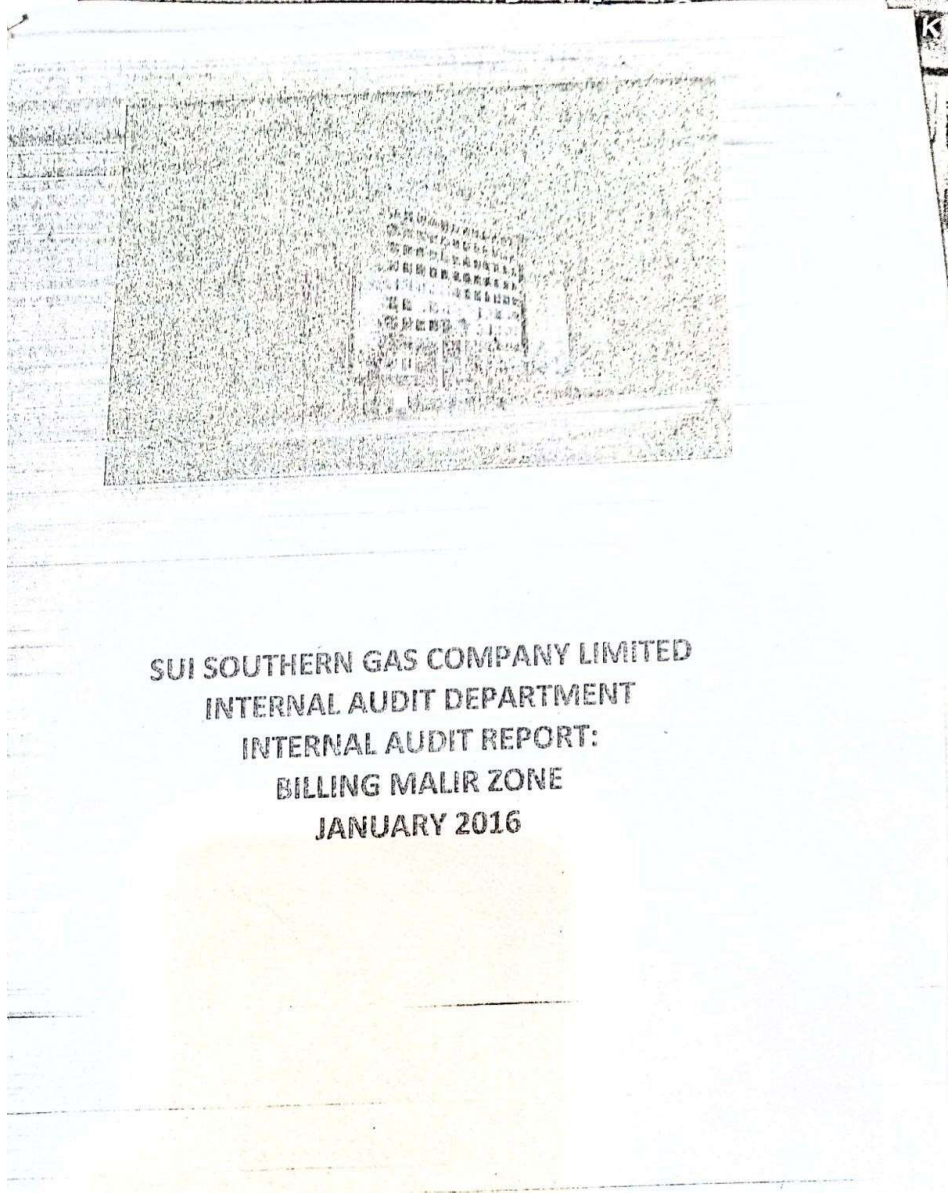 K
SUI SOUTHERN GAS COMPANY LIMITED
INTERNAL AUDIT DEPARTMENT
INTERNAL AUDIT REPORT:
BILLING MALIR ZONE
JANUARY 2016